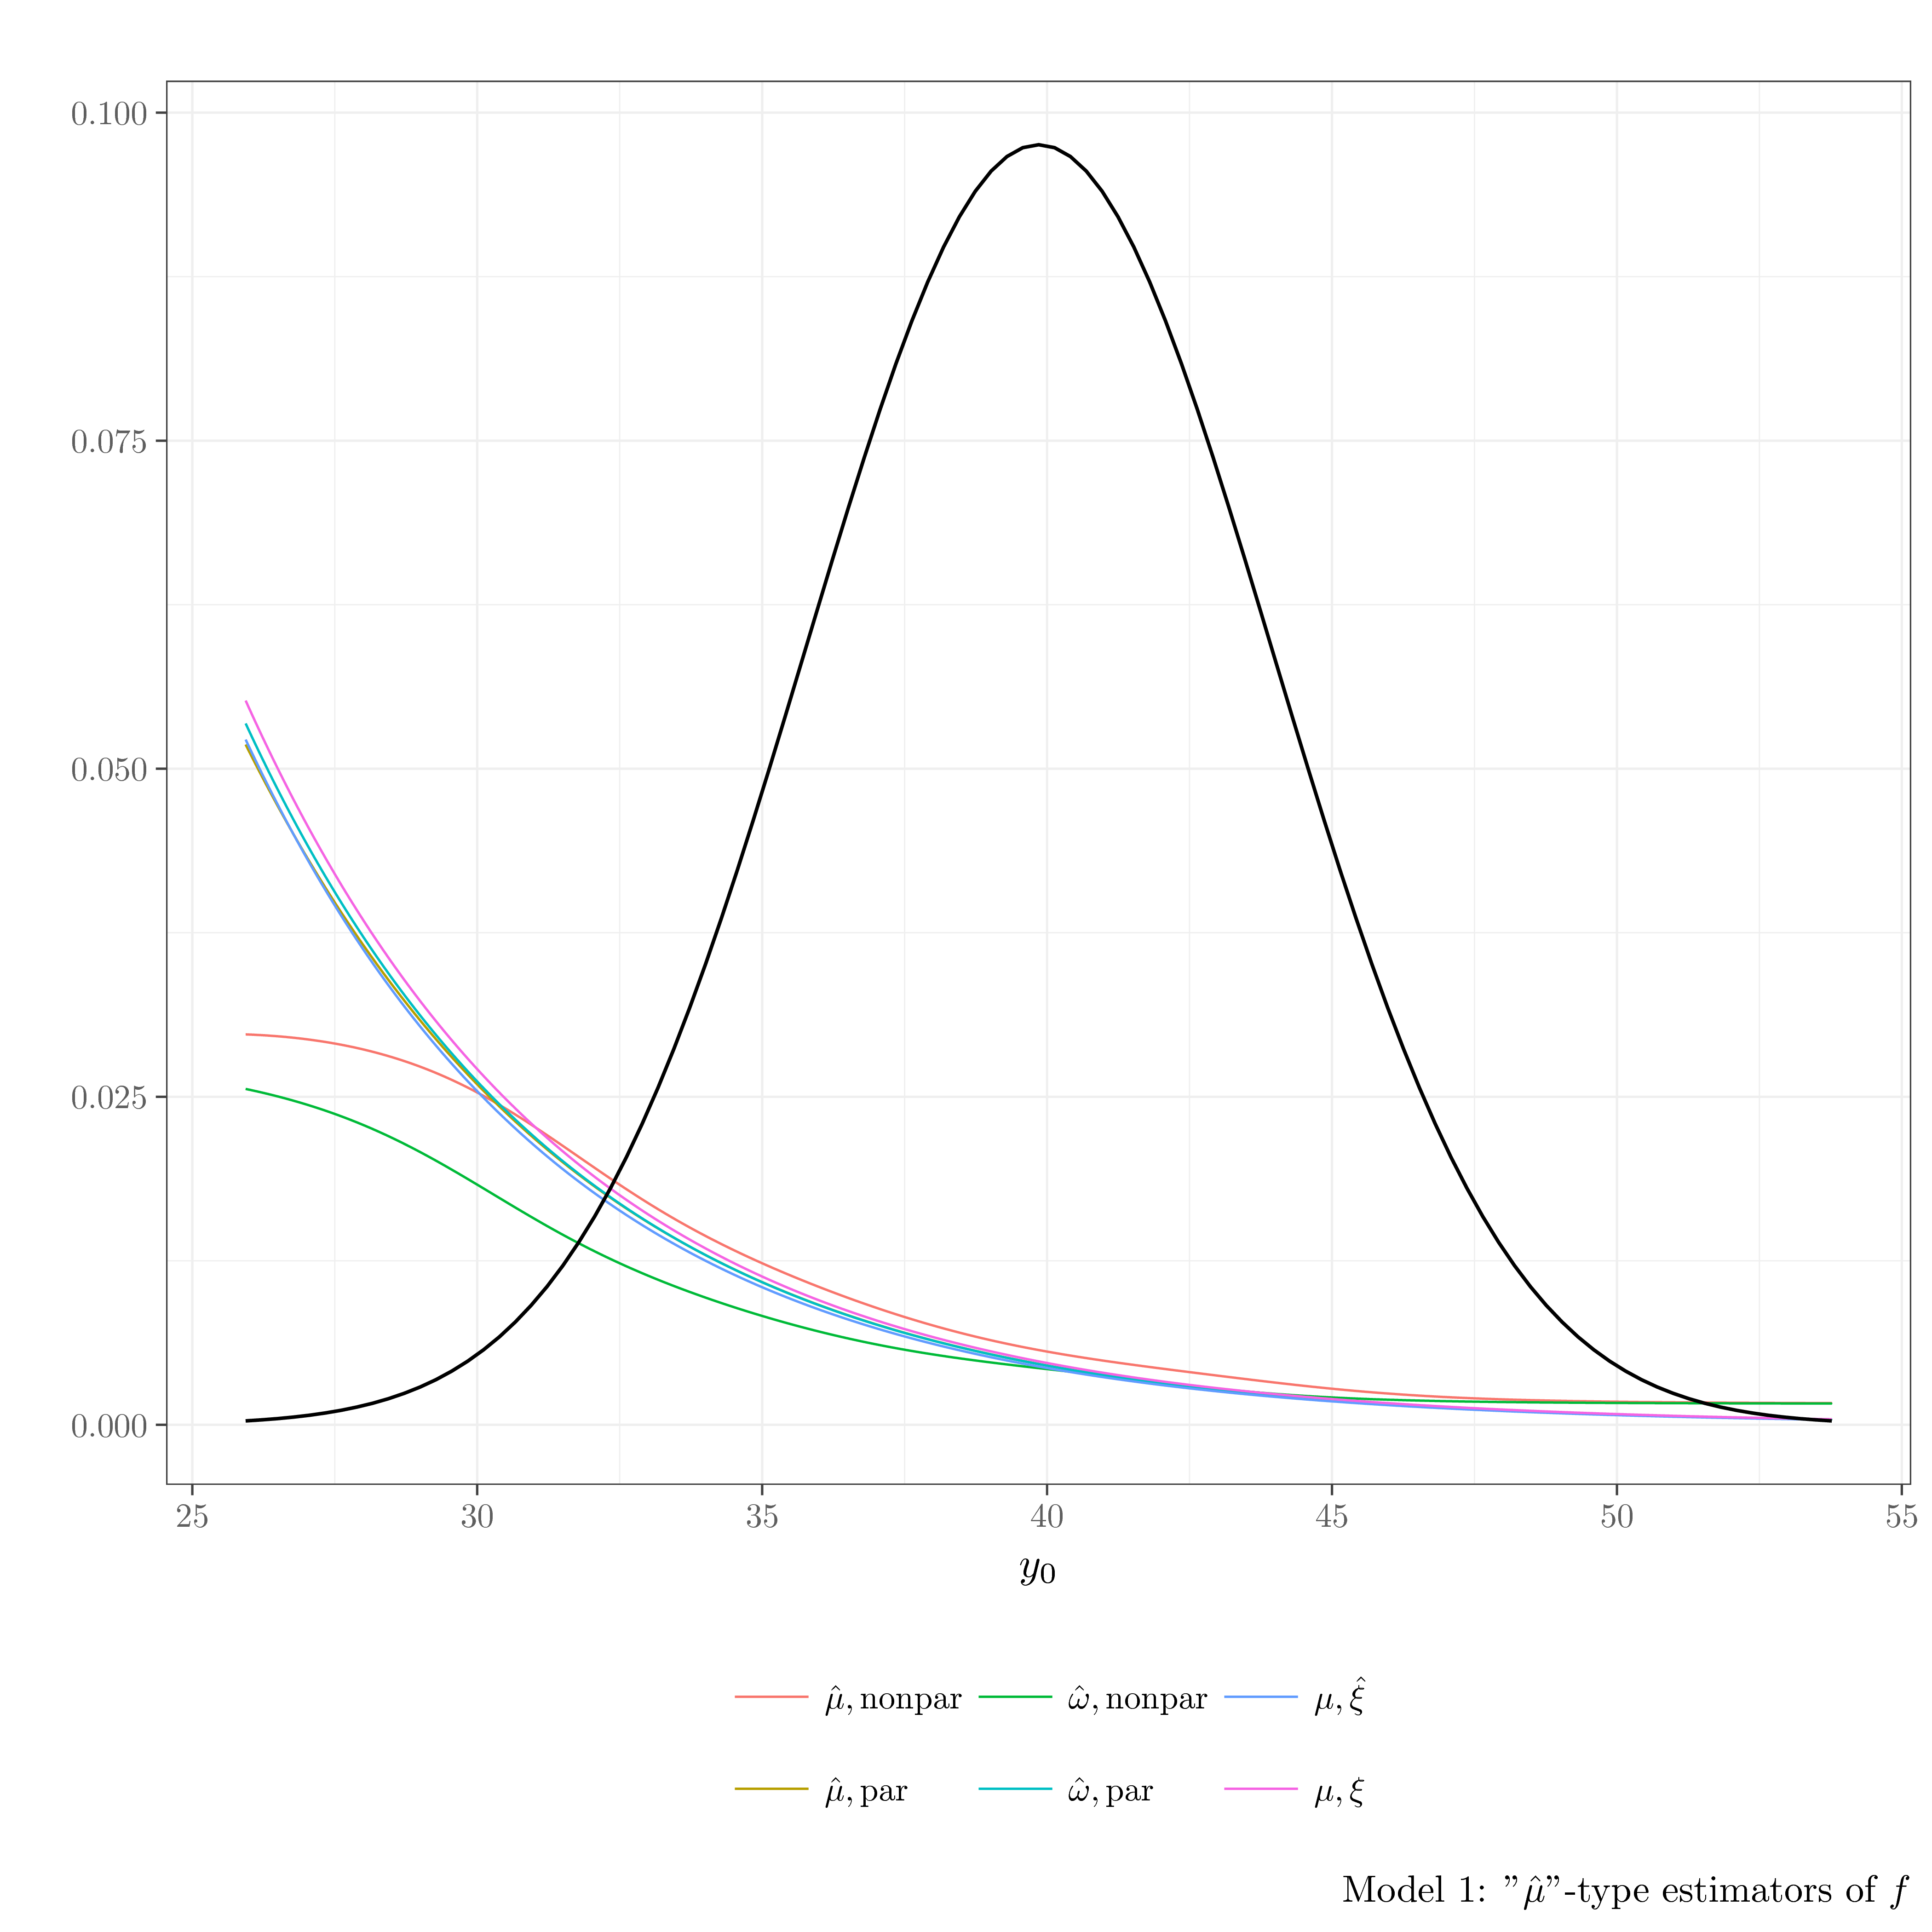 0.100
0.075
0.050
0.025
0.000
25 30 35 40 45 50 55
y₀
μ̂, nonpar ω̂, nonpar μ, ξ̂
μ̂, par ω̂, par μ, ξ
Model 1: ”μ̂”-type estimators of f